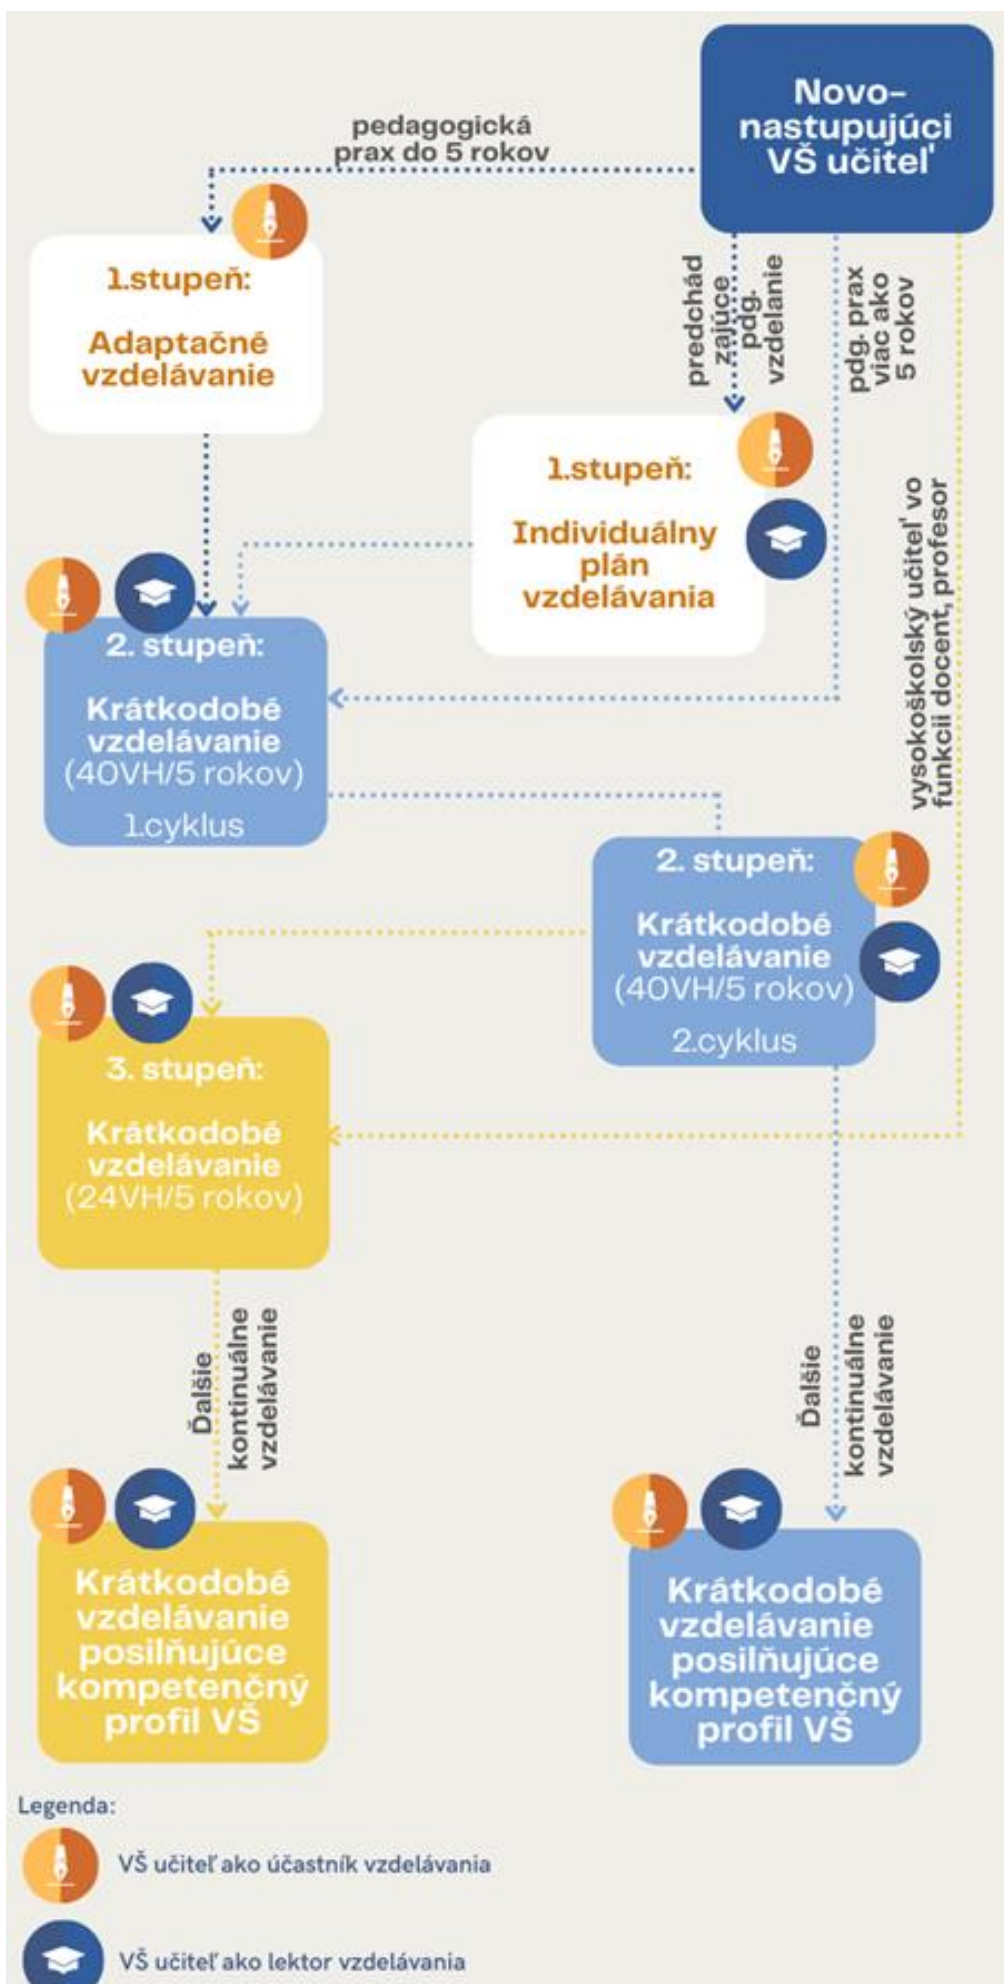 Novo-
nastupujúci
VŠ učiteľ
pedagogická
prax do 5 rokov
1.stupeň:
Adaptačné
vzdelávanie
predchád
zajúce
pdg.
vzdelanie
pdg. prax
viac ako
5 rokov
vysokoškolský učiteľ vo
funkcii docent, profesor
1.stupeň:
Individuálny
plán
vzdelávania
2. stupeň:
Krátkodobé
vzdelávanie
(40VH/5 rokov)
1.cyklus
2. stupeň:
Krátkodobé
vzdelávanie
(40VH/5 rokov)
2.cyklus
3. stupeň:
Krátkodobé
vzdelávanie
(24VH/5 rokov)
Ďalšie
kontinuálne
vzdelávanie
Ďalšie
kontinuálne
vzdelávanie
Krátkodobé
vzdelávanie
posilňujúce
kompetenčný
profil VŠ
Krátkodobé
vzdelávanie
posilňujúce
kompetenčný
profil VŠ
Legenda:
VŠ učiteľ ako účastník vzdelávania
VŠ učiteľ ako lektor vzdelávania